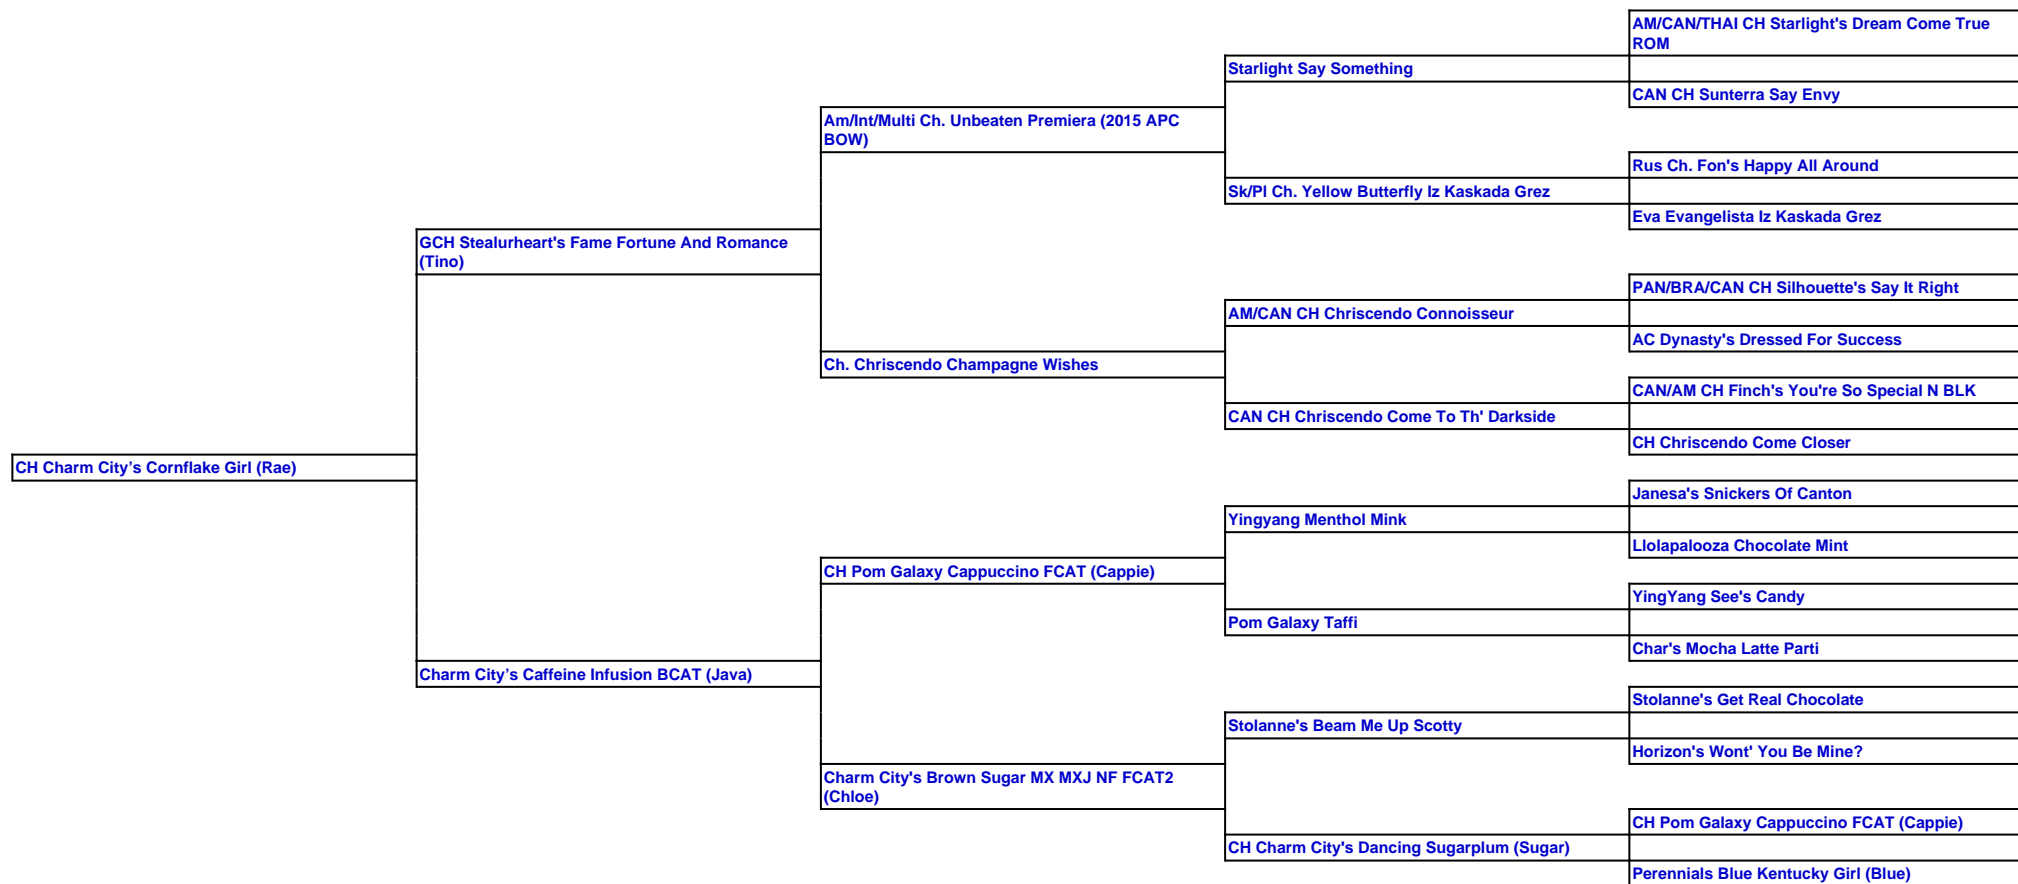 AM/CAN/THAI CH Starlight's Dream Come True
ROM
Starlight Say Something
CAN CH Sunterra Say Envy
Am/Int/Multi Ch. Unbeaten Premiera (2015 APC
BOW)
Rus Ch. Fon's Happy All Around
Sk/Pl Ch. Yellow Butterfly Iz Kaskada Grez
Eva Evangelista Iz Kaskada Grez
GCH Stealurheart's Fame Fortune And Romance
(Tino)
PAN/BRA/CAN CH Silhouette's Say It Right
AM/CAN CH Chriscendo Connoisseur
AC Dynasty's Dressed For Success
Ch. Chriscendo Champagne Wishes
CAN/AM CH Finch's You're So Special N BLK
CAN CH Chriscendo Come To Th' Darkside
CH Chriscendo Come Closer
CH Charm City’s Cornflake Girl (Rae)
Janesa's Snickers Of Canton
Yingyang Menthol Mink
Llolapalooza Chocolate Mint
CH Pom Galaxy Cappuccino FCAT (Cappie)
YingYang See's Candy
Pom Galaxy Taffi
Char's Mocha Latte Parti
Charm City’s Caffeine Infusion BCAT (Java)
Stolanne's Get Real Chocolate
Stolanne's Beam Me Up Scotty
Horizon's Wont' You Be Mine?
Charm City's Brown Sugar MX MXJ NF FCAT2
(Chloe)
CH Pom Galaxy Cappuccino FCAT (Cappie)
CH Charm City's Dancing Sugarplum (Sugar)
Perennials Blue Kentucky Girl (Blue)